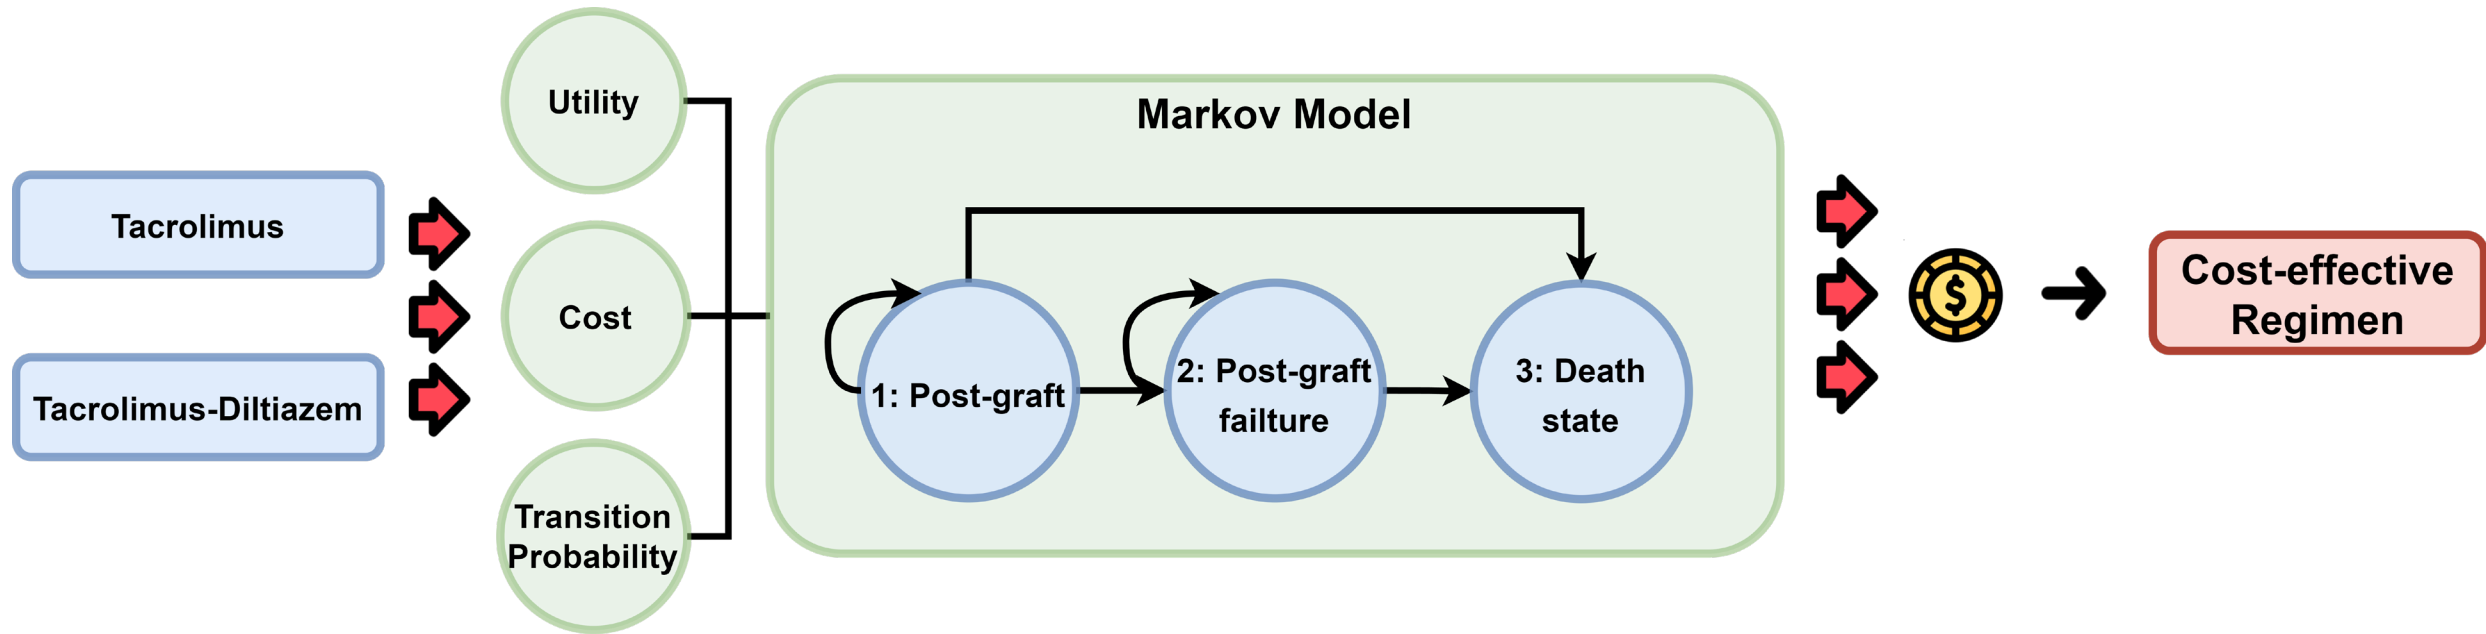 Tacrolimus
Tacrolimus-Diltiazem
Utility
Cost
Transition
Probability
Markov Model
1: Post-graft
2: Post-graft
failture
3: Death
state
$
Cost-effective
Regimen